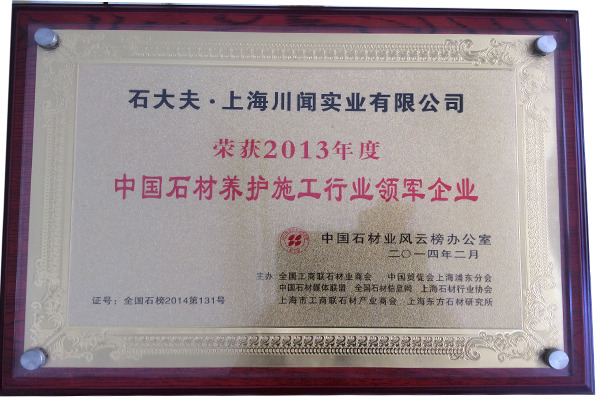 石大夫·上海川闻实业有限公司
荣获2013年度
中国石材养护施工行业领军企业
中国石材业风云榜办公室
二〇一四年二月
主办 全国工商联石材业商会 中国贸促会上海浦东分会
中国石材媒体联盟 全国石材信息网 上海石材行业协会
证号：全国石榜2014第131号 上海市工商联石材产业商会 上海东方石材研究所